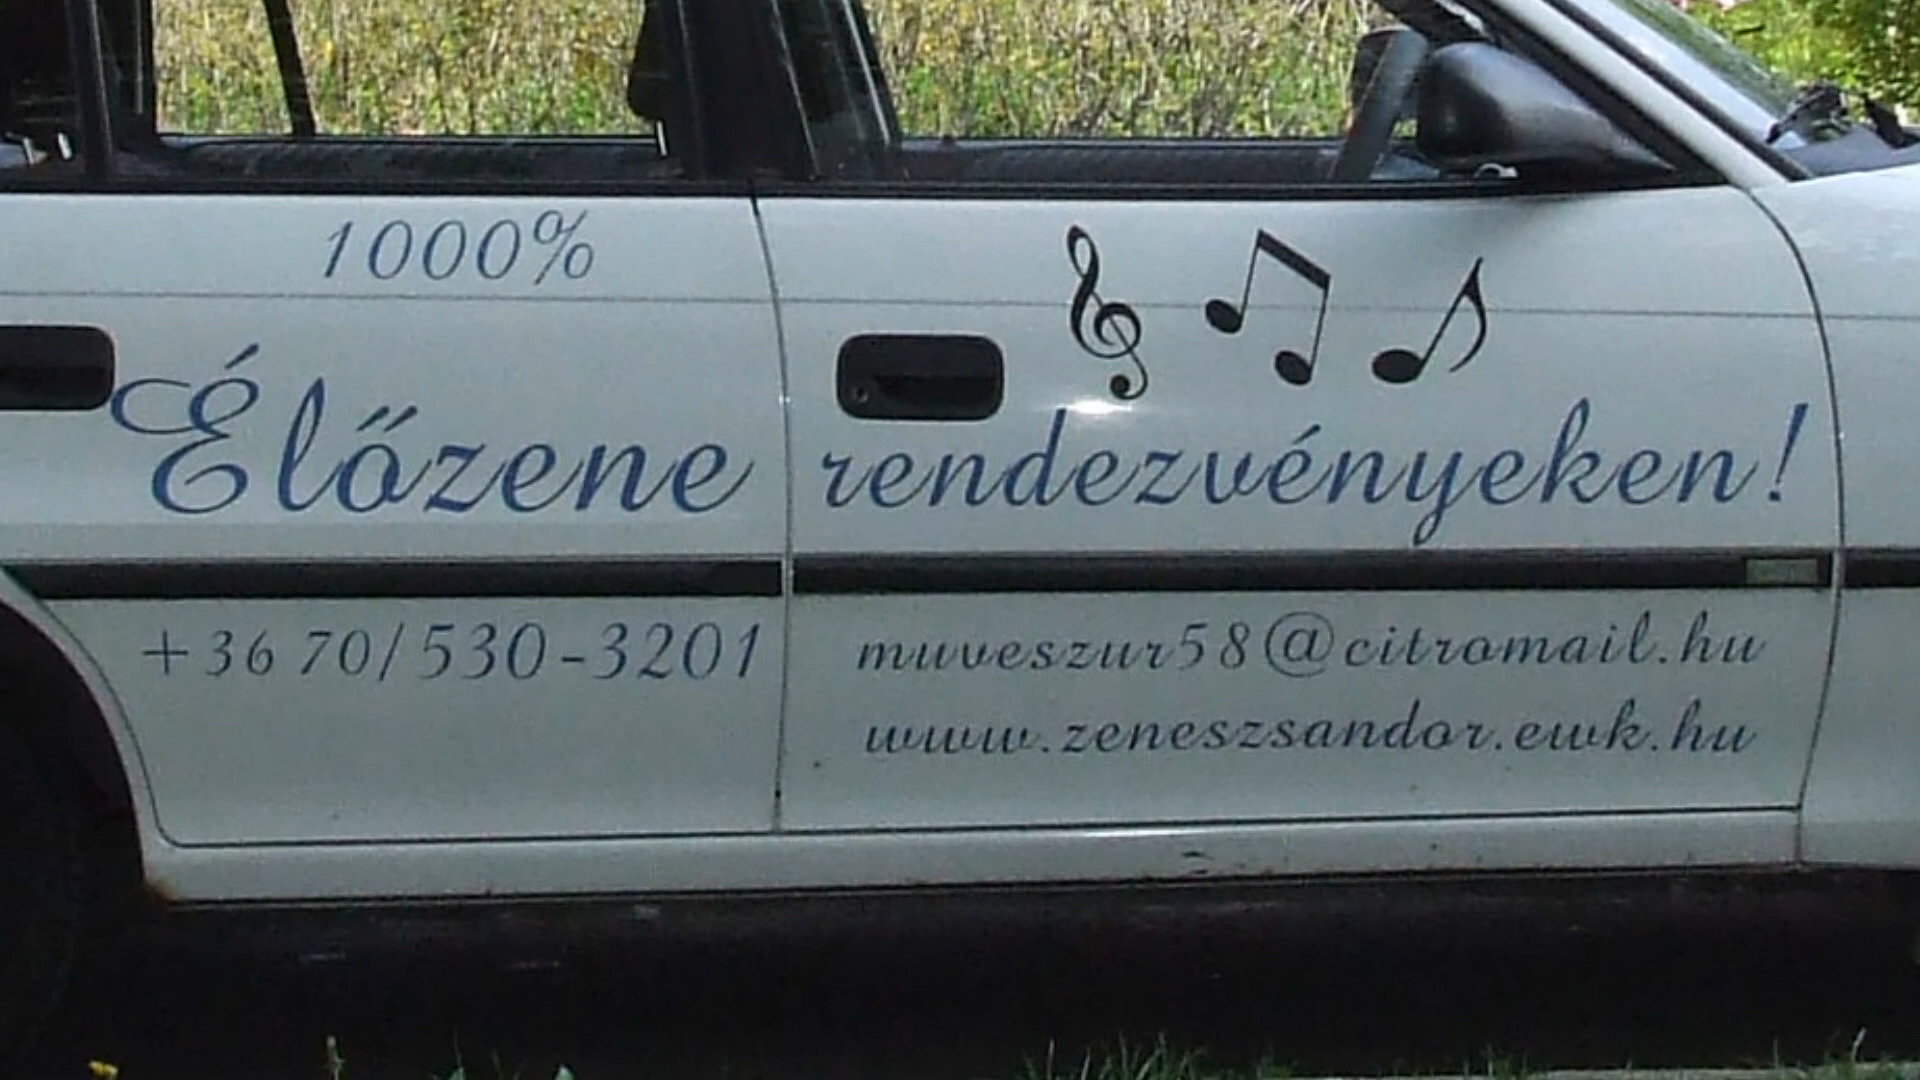 1000%
Élőzene rendezvényeken!
+36 70/530-3201
muveszur58@citromail.hu
www.zeneszsandor.ewk.hu